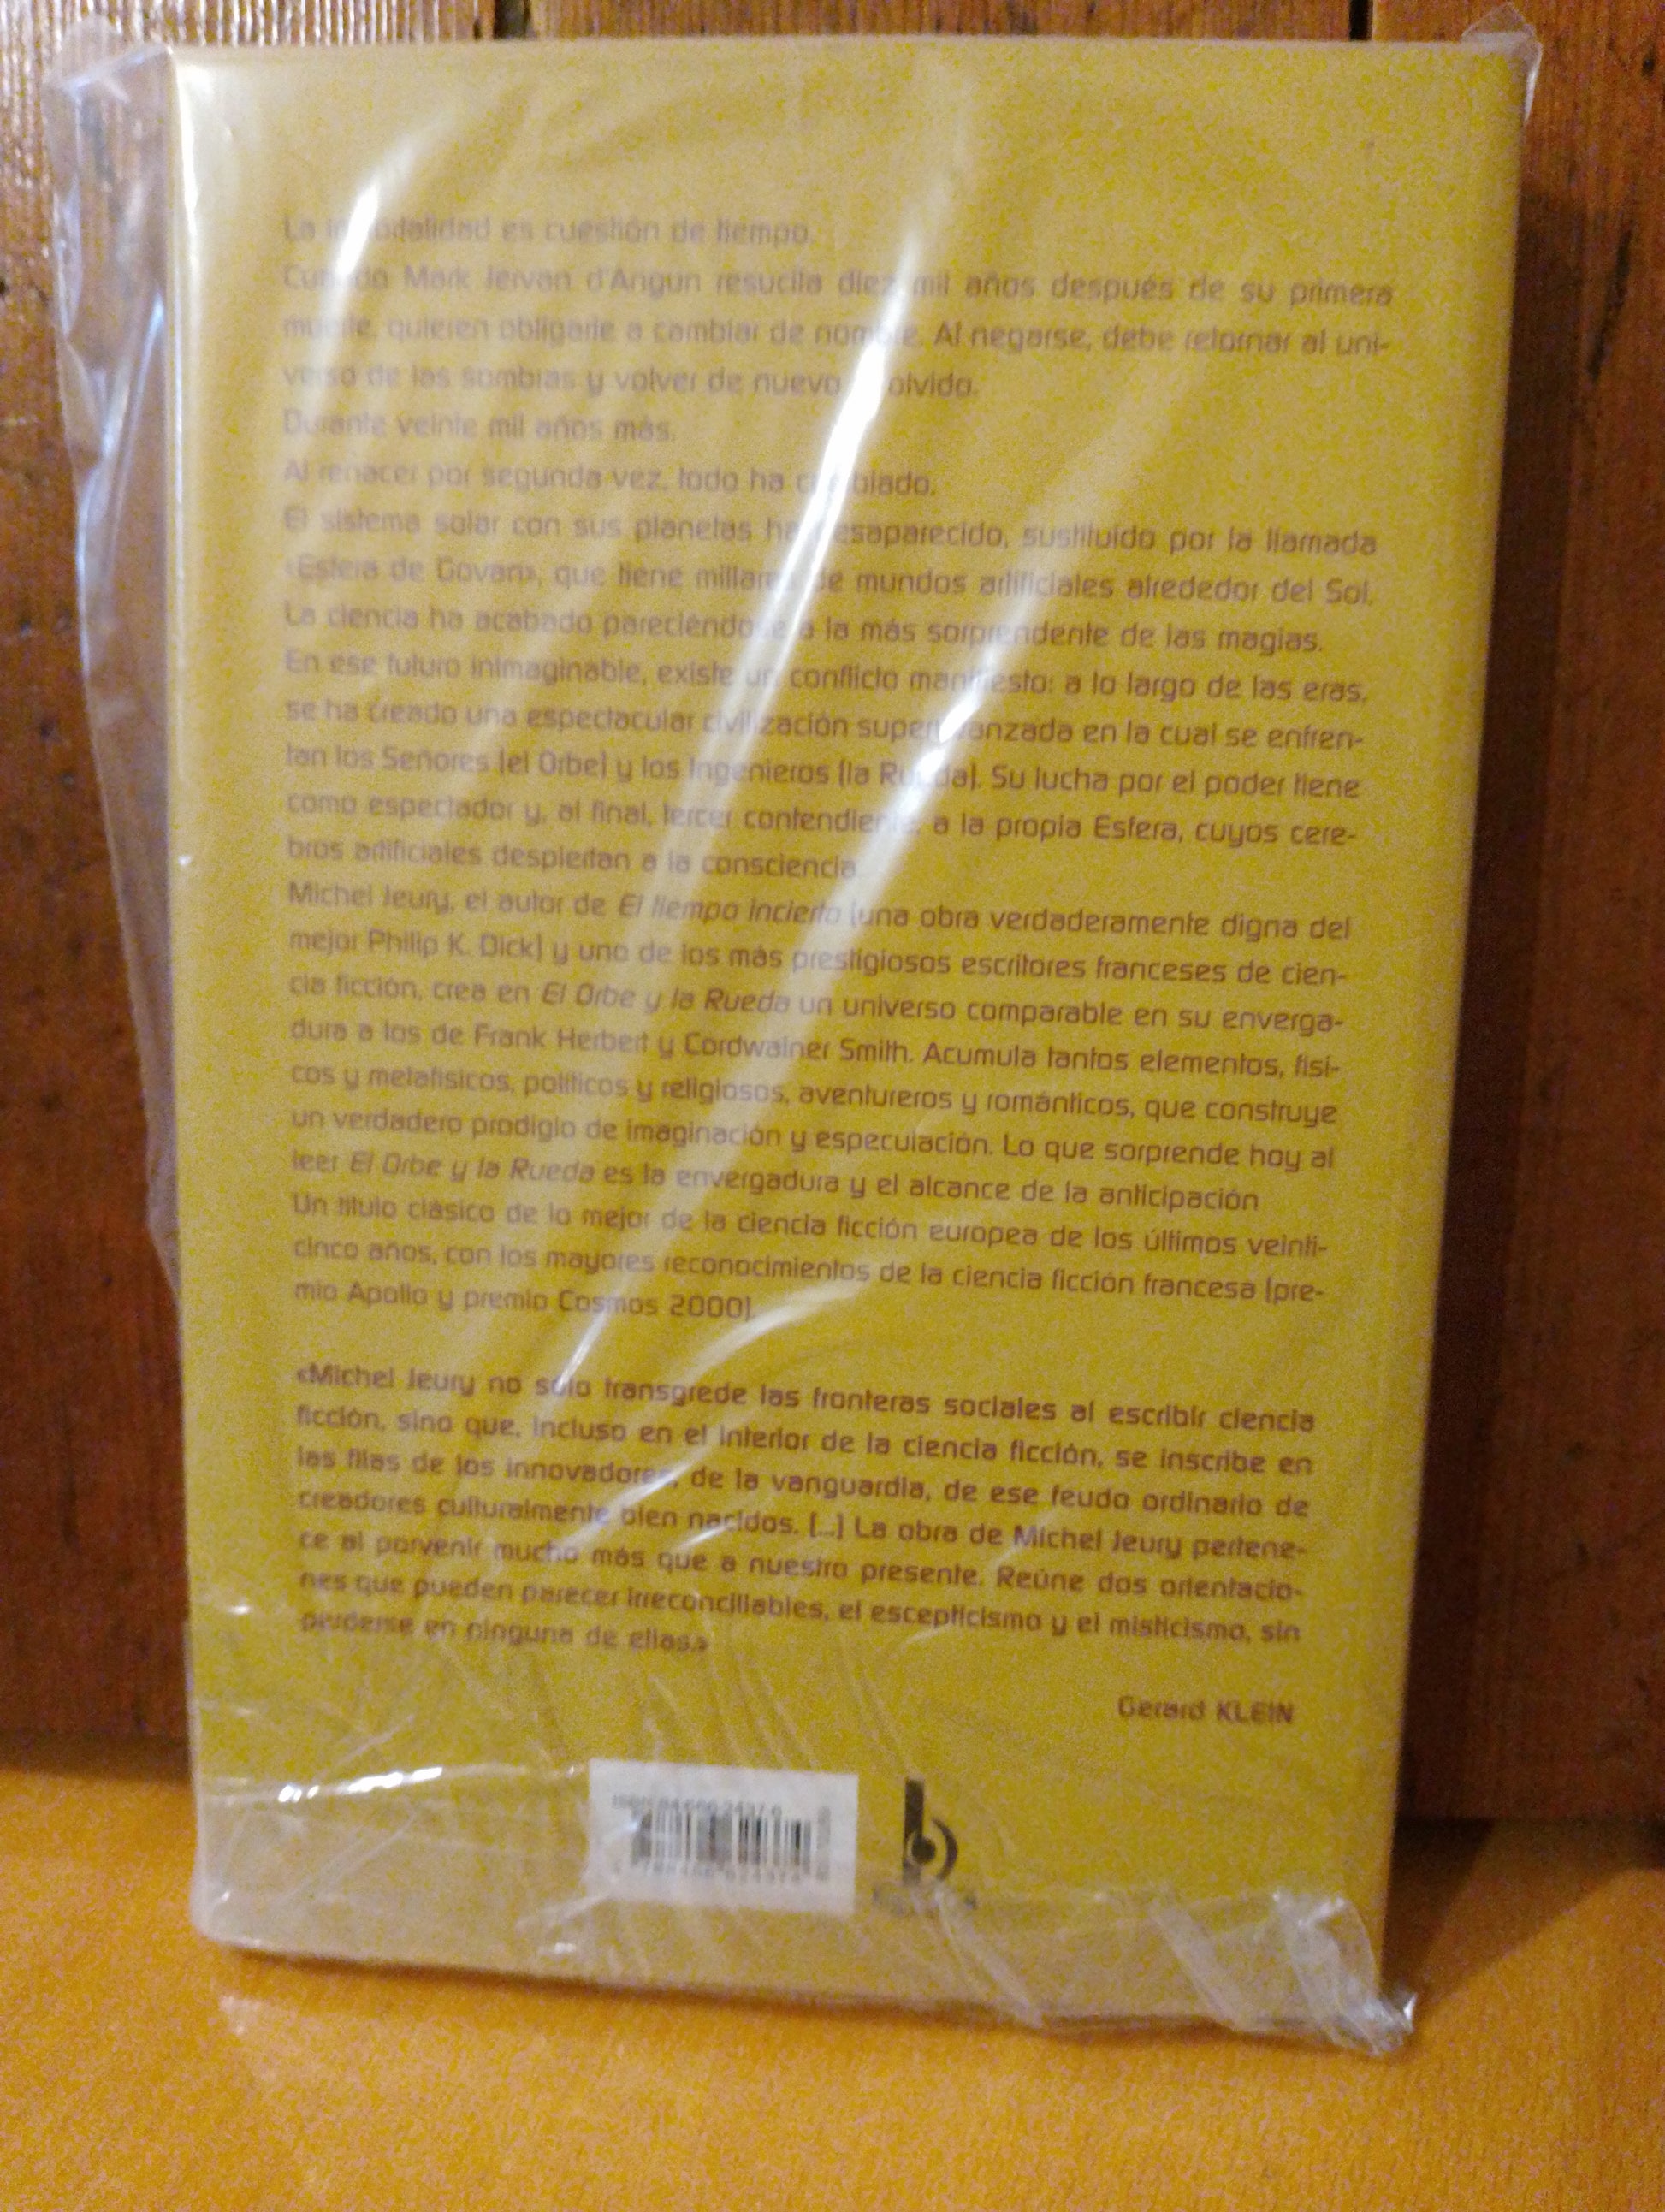 La inmortalidad es cuestión de tiempo.
Cuando Mark Jervan d'Angun resucita diez mil años después de su primera
muerte, quieren obligarle a cambiar de nombre. Al negarse, debe retornar al uni-
verso de las sombras y volver de nuevo al olvido.
Durante veinte mil años más.
Al renacer por segunda vez, todo ha cambiado.
El sistema solar con sus planetas ha desaparecido, sustituido por la llamada
«Esfera de Govan», que tiene millares de mundos artificiales alrededor del Sol.
La ciencia ha acabado pareciéndose a la más sorprendente de las magias.
En ese futuro inimaginable, existe un conflicto manifiesto: a lo largo de las eras,
se ha creado una espectacular civilización superavanzada en la cual se enfren-
tan los Señores (el Orbe) y los Ingenieros (la Rueda). Su lucha por el poder tiene
como espectador y, al final, tercer contendiente, a la propia Esfera, cuyos cere-
bros artificiales despiertan a la consciencia.
Michel Jeury, el autor de El tiempo incierto (una obra verdaderamente digna del
mejor Philip K. Dick) y uno de los más prestigiosos escritores franceses de cien-
cia ficción, crea en El Orbe y la Rueda un universo comparable en su enverga-
dura a los de Frank Herbert y Cordwainer Smith. Acumula tantos elementos, físi-
cos y metafísicos, políticos y religiosos, aventureros y románticos, que construye
un verdadero prodigio de imaginación y especulación. Lo que sorprende hoy al
leer El Orbe y la Rueda es la envergadura y el alcance de la anticipación
Un título clásico de lo mejor de la ciencia ficción europea de los últimos veinti-
cinco años, con los mayores reconocimientos de la ciencia ficción francesa (pre-
mio Apollo y premio Cosmos 2000).
«Michel Jeury no sólo transgrede las fronteras sociales al escribir ciencia
ficción, sino que, incluso en el interior de la ciencia ficción, se inscribe en
las filas de los innovadores, de la vanguardia, de ese feudo ordinario de
creadores culturalmente bien nacidos. (...) La obra de Michel Jeury pertene-
ce al porvenir mucho más que a nuestro presente. Reúne dos orientacio-
nes que pueden parecer irreconciliables, el escepticismo y el misticismo, sin
perderse en ninguna de ellas.»
Gerard KLEIN